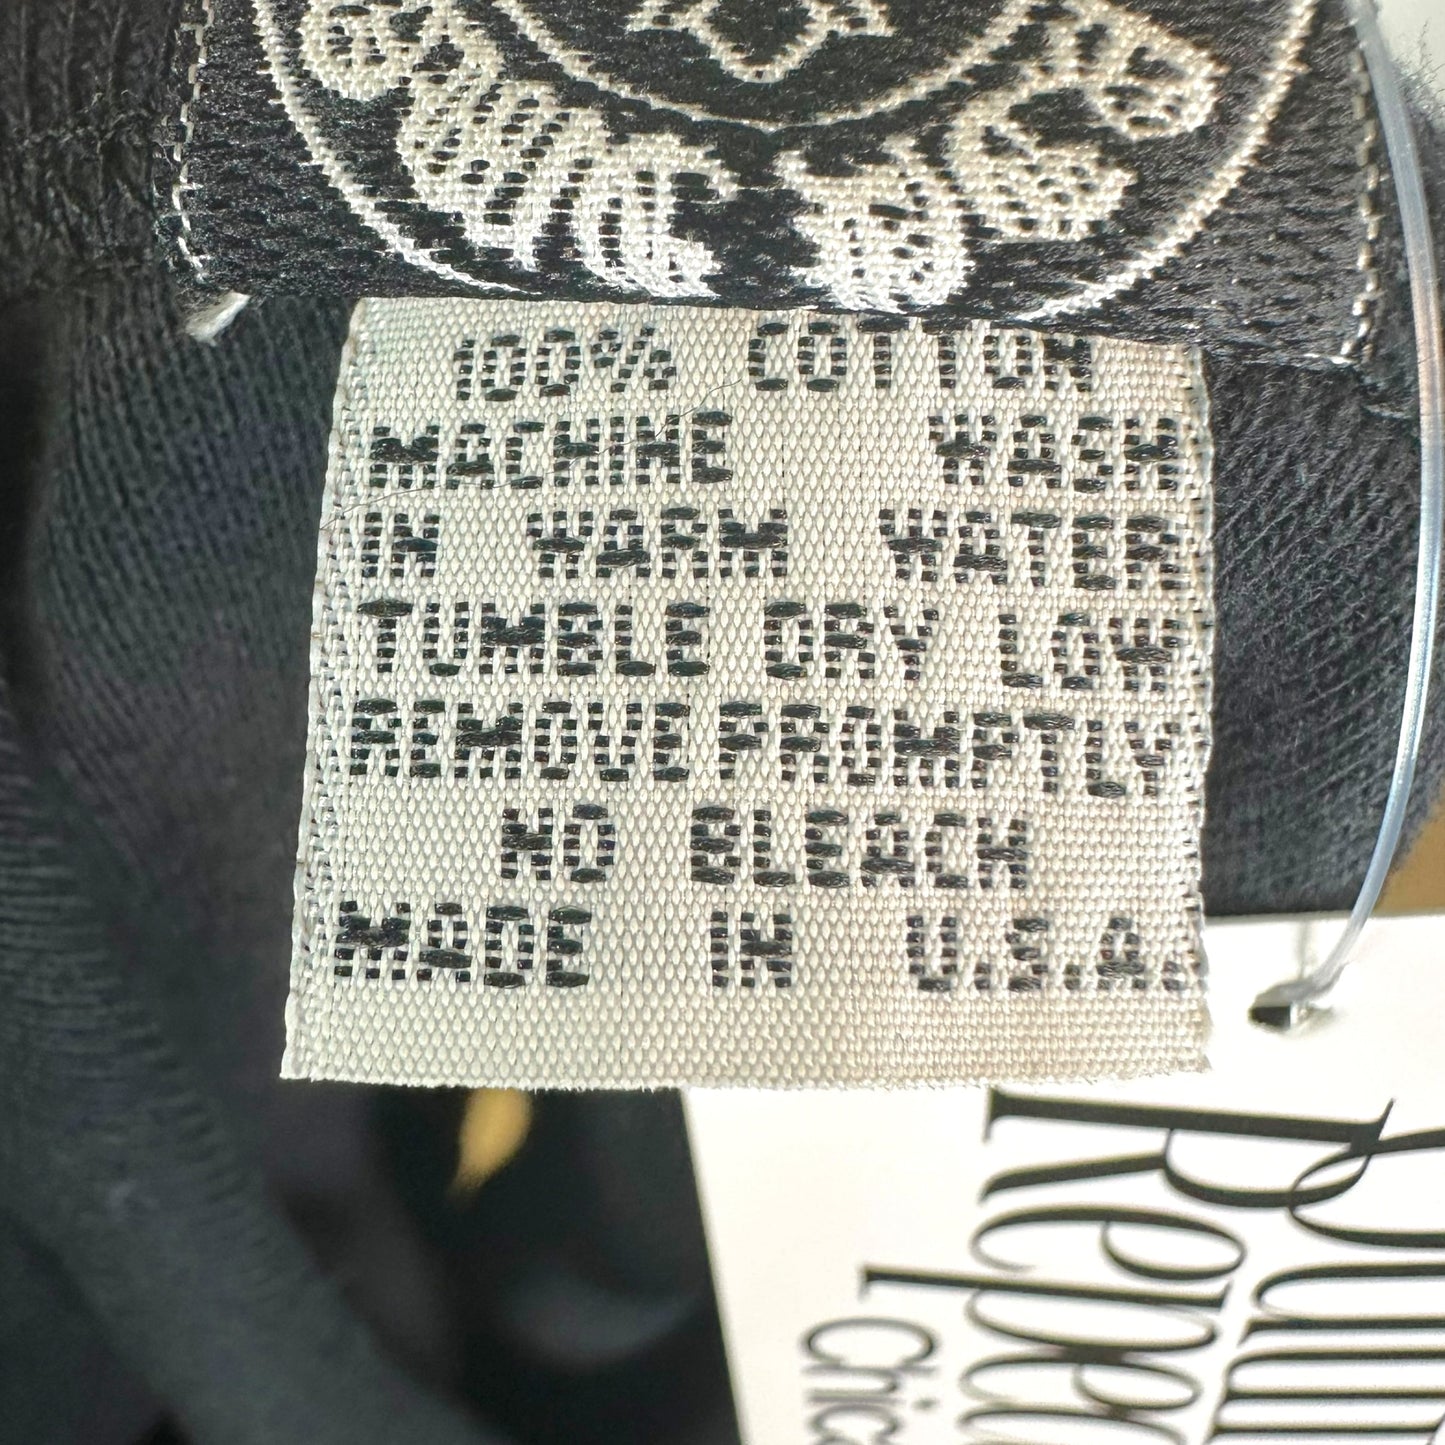 100% COTTON
MACHINE WASH
IN WARM WATER
TUMBLE DRY LOW
REMOVE PROMPTLY
NO BLEACH
MADE IN U.S.A.